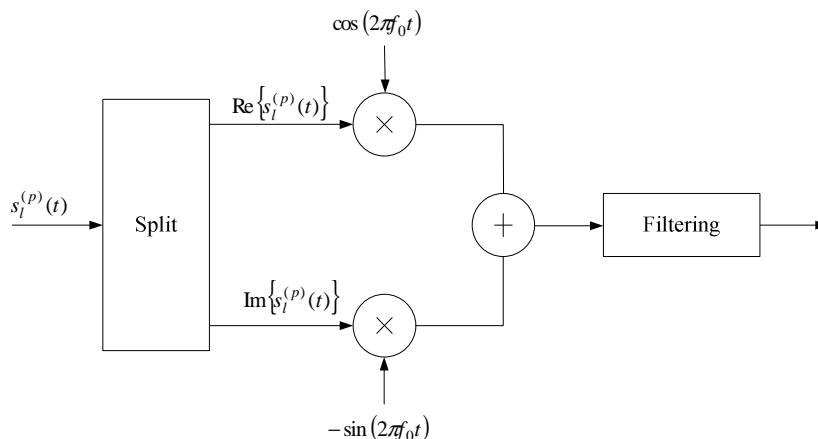 cos(2πf₀t)
Re{s_l^(p)(t)}
×
s_l^(p)(t)
Split
+
Filtering
Im{s_l^(p)(t)}
×
−sin(2πf₀t)